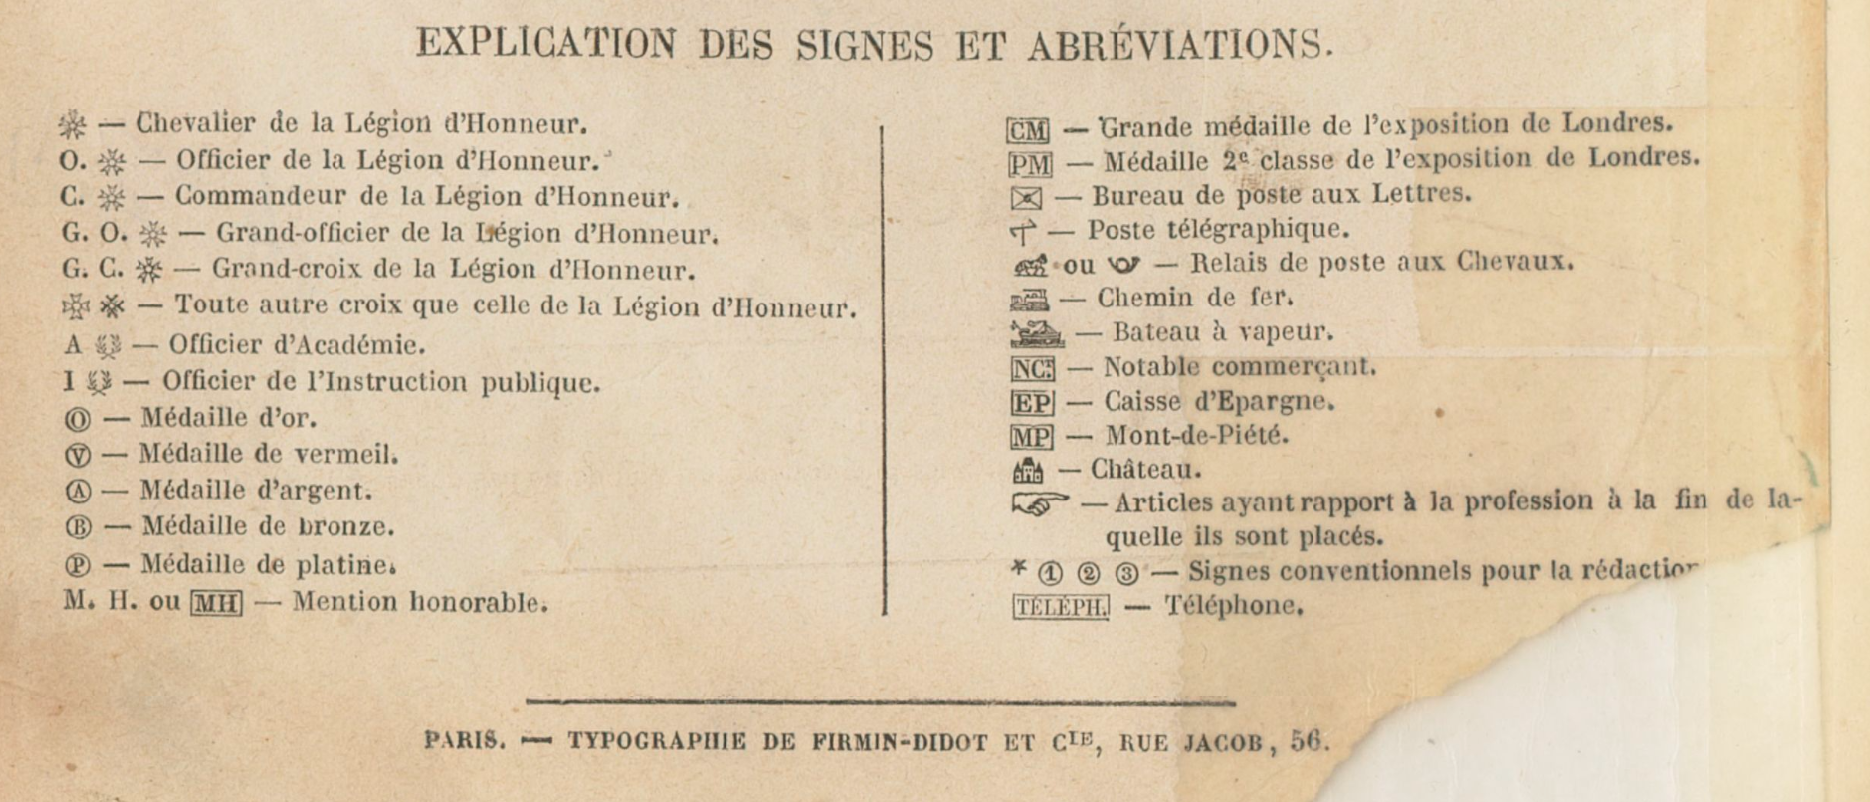 EXPLICATION DES SIGNES ET ABRÉVIATIONS.
— Chevalier de la Légion d'Honneur.
O. — Officier de la Légion d'Honneur.
C. — Commandeur de la Légion d'Honneur.
G. O. — Grand-officier de la Légion d'Honneur.
G. C. — Grand-croix de la Légion d'Honneur.
— Toute autre croix que celle de la Légion d'Honneur.
A — Officier d'Académie.
I — Officier de l'Instruction publique.
Ⓞ — Médaille d'or.
Ⓥ — Médaille de vermeil.
Ⓐ — Médaille d'argent.
Ⓑ — Médaille de bronze.
Ⓟ — Médaille de platine.
M. H. ou MH — Mention honorable.
CM — Grande médaille de l'exposition de Londres.
PM — Médaille 2e classe de l'exposition de Londres.
— Bureau de poste aux Lettres.
— Poste télégraphique.
ou — Relais de poste aux Chevaux.
— Chemin de fer.
— Bateau à vapeur.
NC. — Notable commerçant.
EP — Caisse d'Epargne.
MP — Mont-de-Piété.
— Château.
— Articles ayant rapport à la profession à la fin de la-
quelle ils sont placés.
* ① ② ③ — Signes conventionnels pour la rédaction
TÉLÉPH. — Téléphone.
PARIS. — TYPOGRAPHIE DE FIRMIN-DIDOT ET CIE, RUE JACOB, 56.